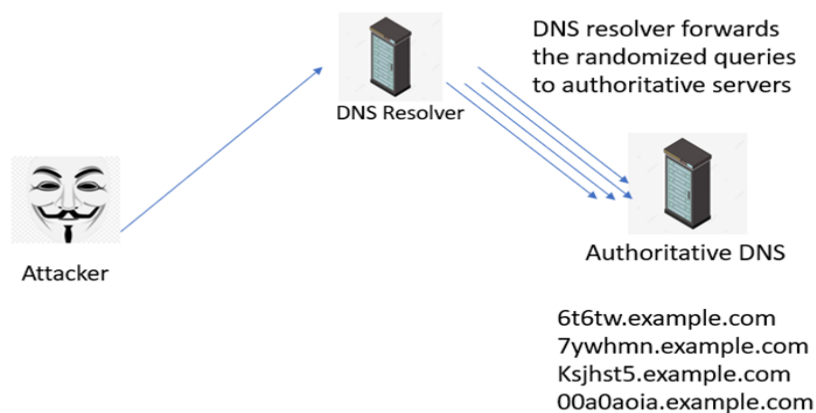 DNS resolver forwards
the randomized queries
to authoritative servers
DNS Resolver
Attacker
Authoritative DNS
6t6tw.example.com
7ywhmn.example.com
Ksjhst5.example.com
00a0aoia.example.com